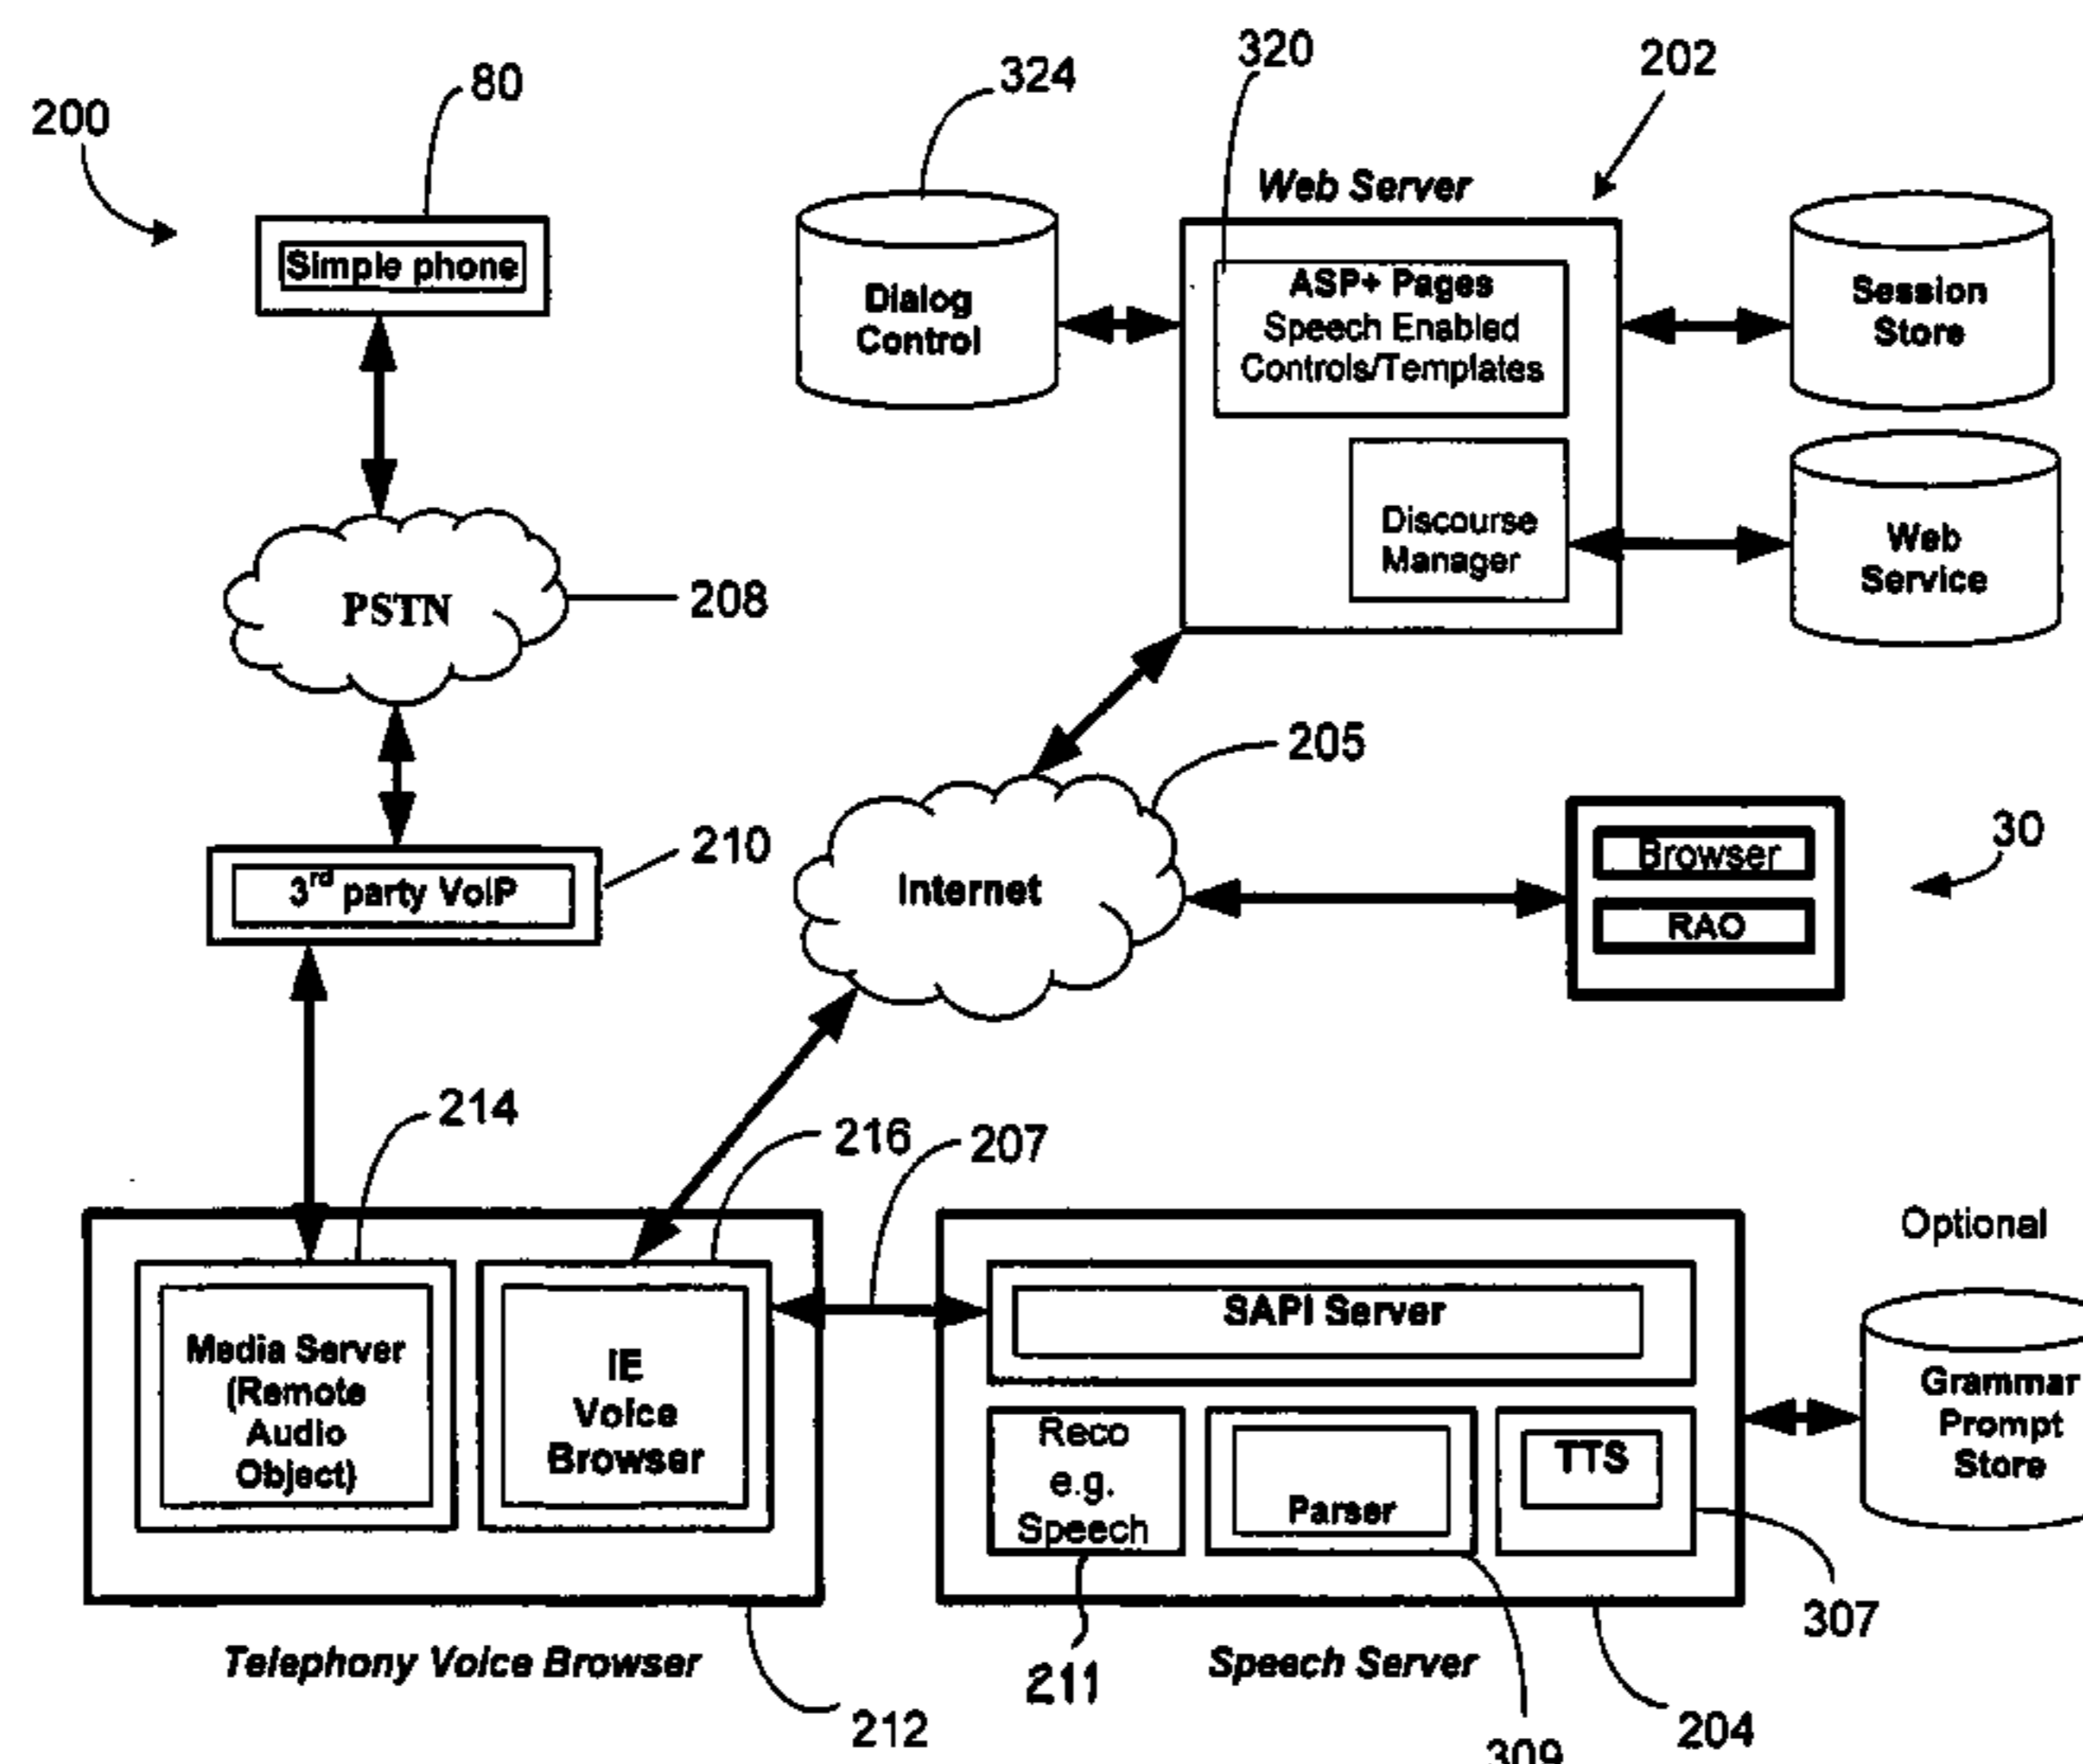 200
80
324
320
202
Web Server
Simple phone
Dialog
Control
ASP+ Pages
Speech Enabled
Controls/Templates
Session
Store
Discourse
Manager
Web
Service
PSTN
208
205
3rd party VoIP
210
Internet
Browser
RAO
30
214
216
207
Media Server
(Remote
Audio
Object)
IE
Voice
Browser
SAPI Server
Reco
e.g.
Speech
Parser
TTS
Optional
Grammar
Prompt
Store
307
Telephony Voice Browser
212
211
Speech Server
309
204